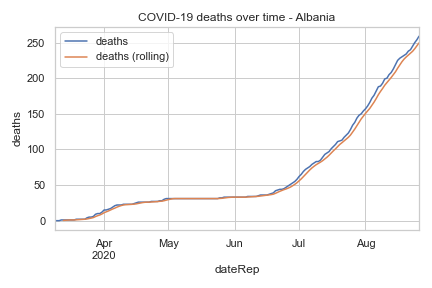 COVID-19 deaths over time - Albania
deaths
deaths (rolling)
250
200
150
100
50
0
deaths
Apr
2020
May
Jun
Jul
Aug
dateRep